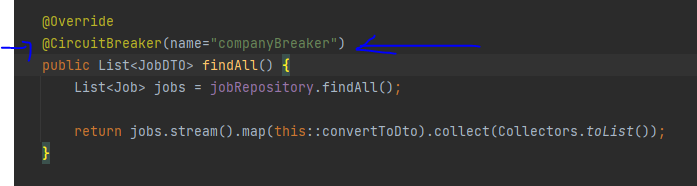 @Override
@CircuitBreaker(name="companyBreaker")
public List<JobDTO> findAll() {
List<Job> jobs = jobRepository.findAll();
return jobs.stream().map(this::convertToDto).collect(Collectors.toList());
}